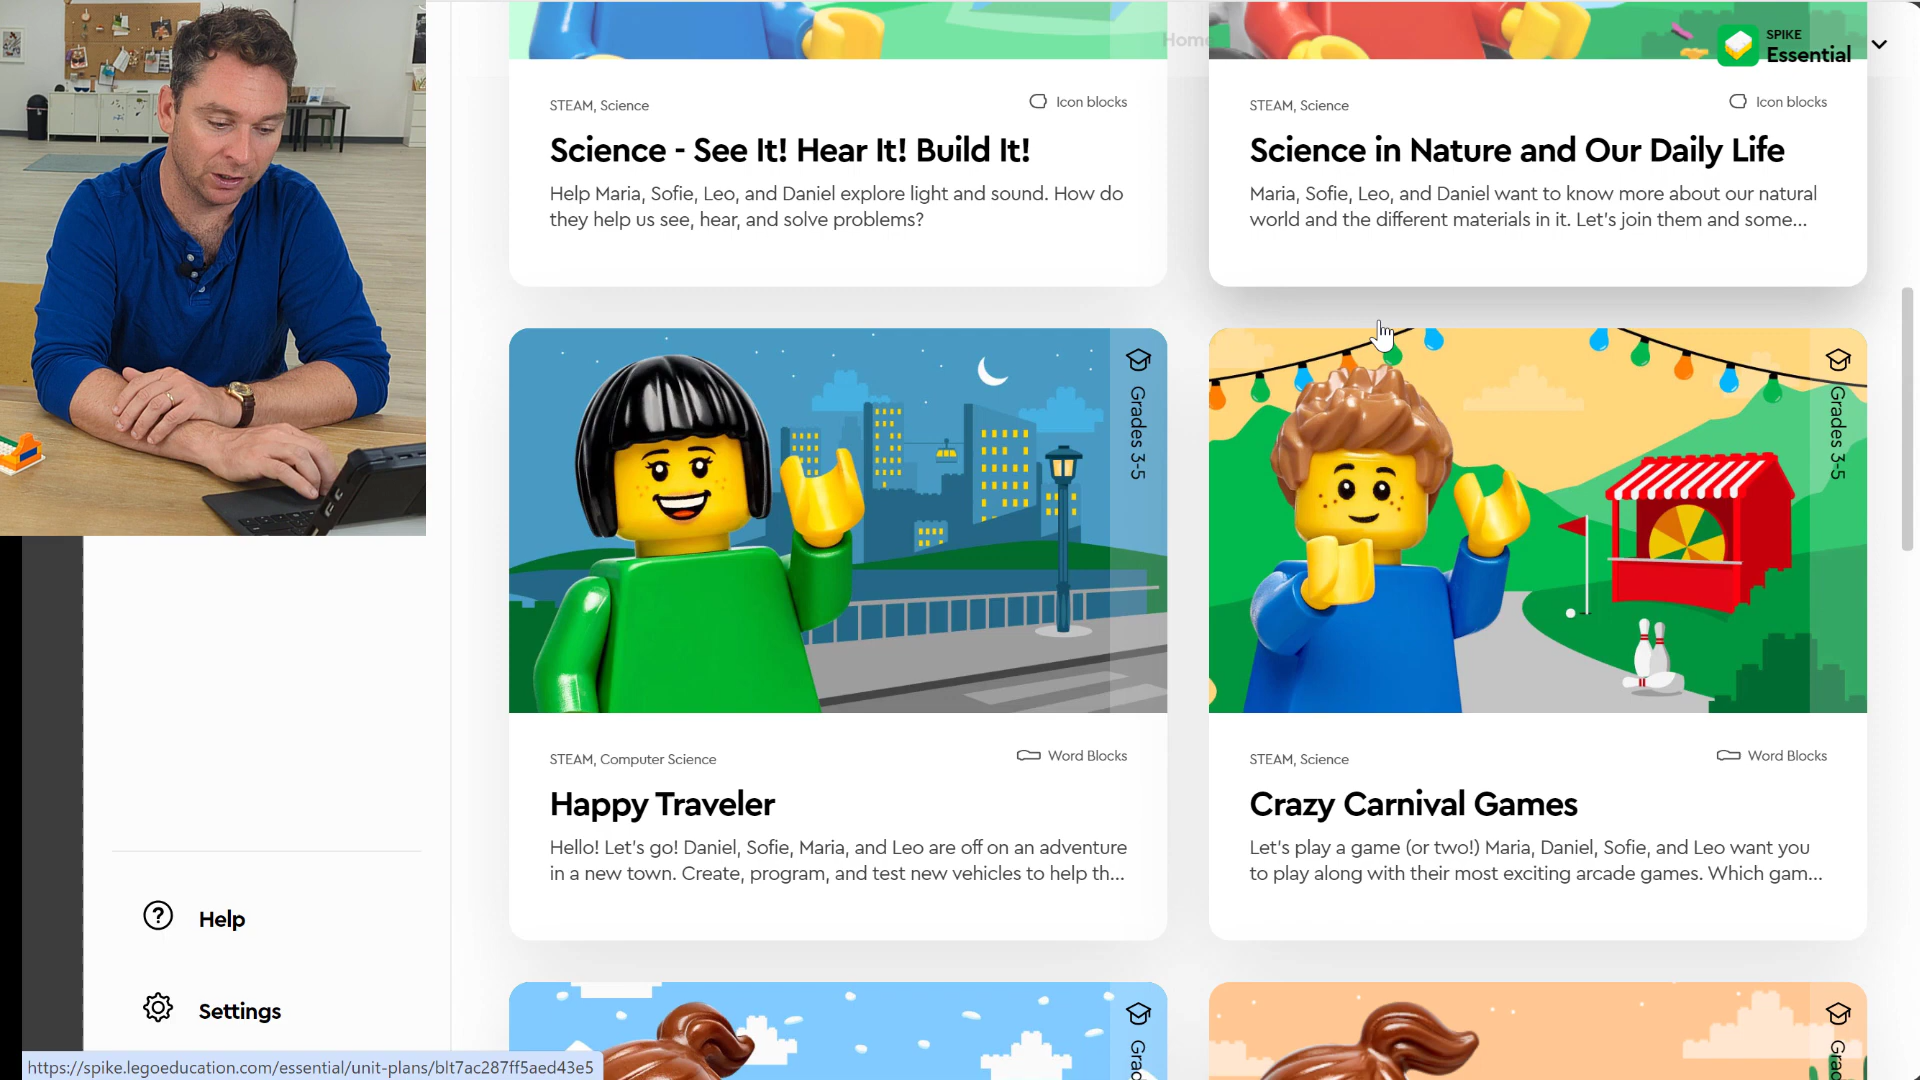 Home
SPIKE
Essential
STEAM, Science
Icon blocks
Science - See It! Hear It! Build It!
Help Maria, Sofie, Leo, and Daniel explore light and sound. How do
they help us see, hear, and solve problems?
STEAM, Science
Icon blocks
Science in Nature and Our Daily Life
Maria, Sofie, Leo, and Daniel want to know more about our natural
world and the different materials in it. Let's join them and some...
Grades 3-5
STEAM, Computer Science
Word Blocks
Happy Traveler
Hello! Let's go! Daniel, Sofie, Maria, and Leo are off on an adventure
in a new town. Create, program, and test new vehicles to help th...
Grades 3-5
STEAM, Science
Word Blocks
Crazy Carnival Games
Let's play a game (or two!) Maria, Daniel, Sofie, and Leo want you
to play along with their most exciting arcade games. Which gam...
Grad
Grad
Help
Settings
https://spike.legoeducation.com/essential/unit-plans/blt7ac287ff5aed43e5